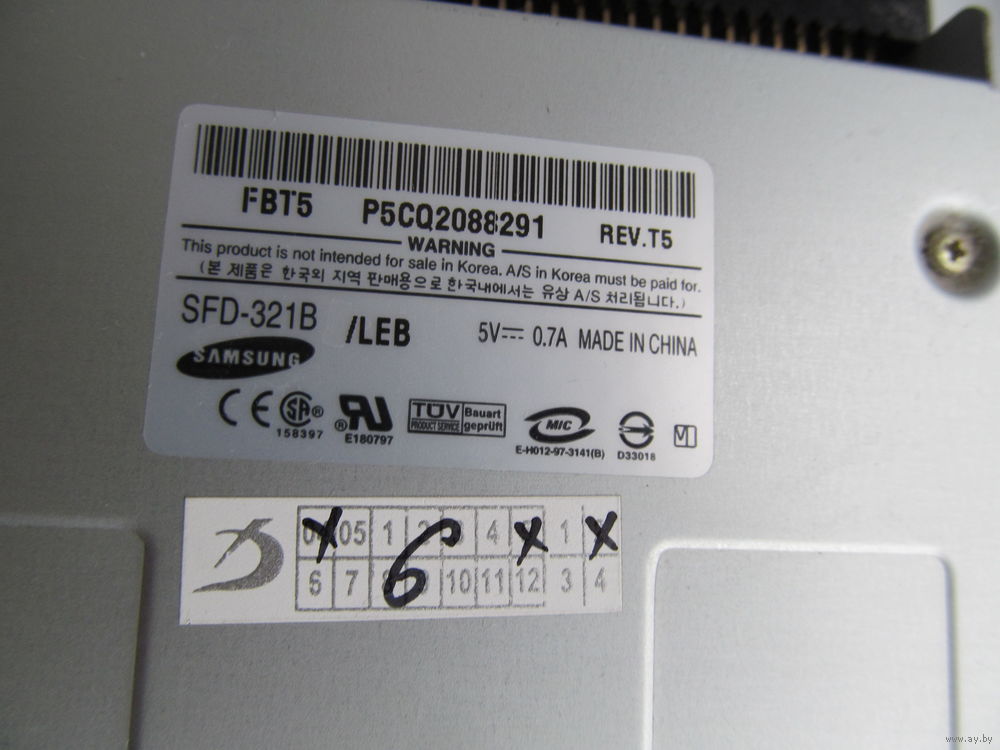 FBT5 P5CQ2088291 REV.T5
WARNING
This product is not intended for sale in Korea. A/S in Korea must be paid for.
(본 제품은 한국외 지역 판매용으로 한국내에서는 유상 A/S 처리됩니다.)
SFD-321B /LEB 5V 0.7A MADE IN CHINA
SAMSUNG
CE SA ® ® RU TÜV Bauart
PRODUCT SERVICE geprüft
MIC
158397 E180797 E-H012-97-3141(B) D33018
05 1 3 4 1
6
6 7 10 11 12 3 4
www.ay.by